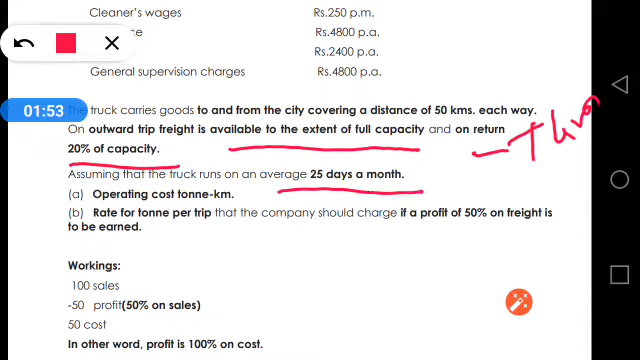 Cleaner's wages Rs.250 p.m.
ce Rs.4800 p.a.
Rs.2400 p.a.
General supervision charges Rs.4800 p.a.
01:53
The truck carries goods to and from the city covering a distance of 50 kms. each way.
On outward trip freight is available to the extent of full capacity and on return
20% of capacity.
Assuming that the truck runs on an average 25 days a month.
(a) Operating cost tonne-km.
(b) Rate for tonne per trip that the company should charge if a profit of 50% on freight is
to be earned.
Workings:
100 sales
-50 profit(50% on sales)
50 cost
In other word, profit is 100% on cost.